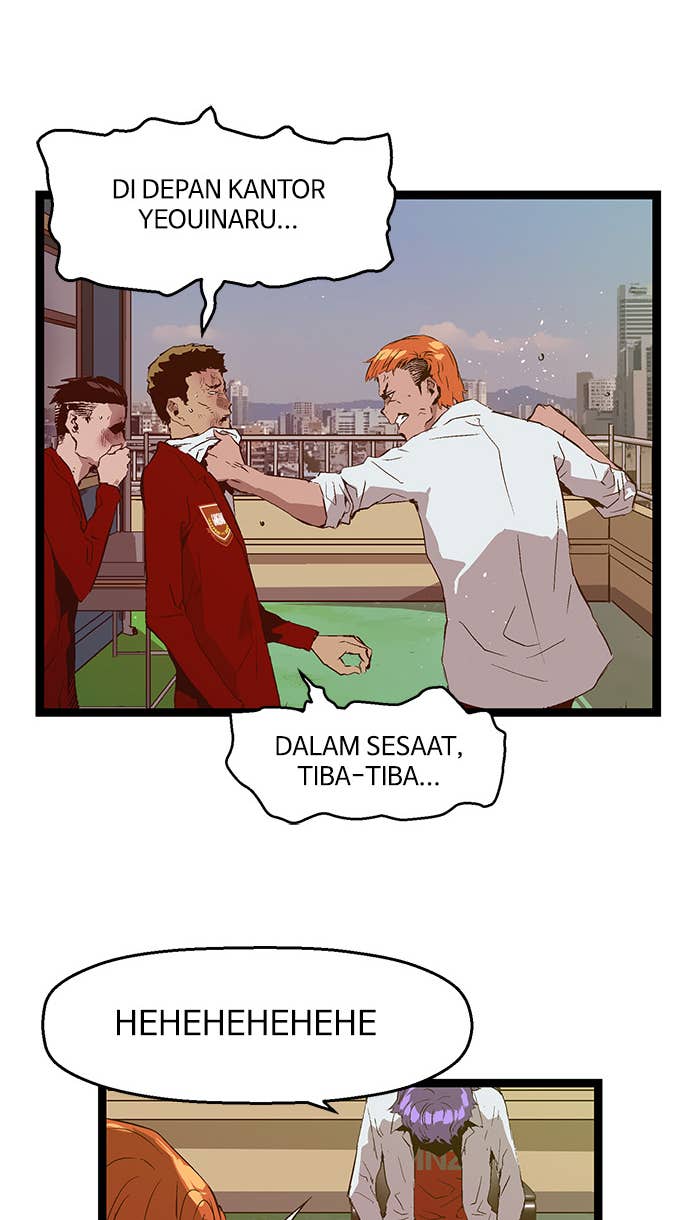 DI DEPAN KANTOR
YEOUINARU...
DALAM SESAAT,
TIBA-TIBA...
HEHEHEHEHEHE